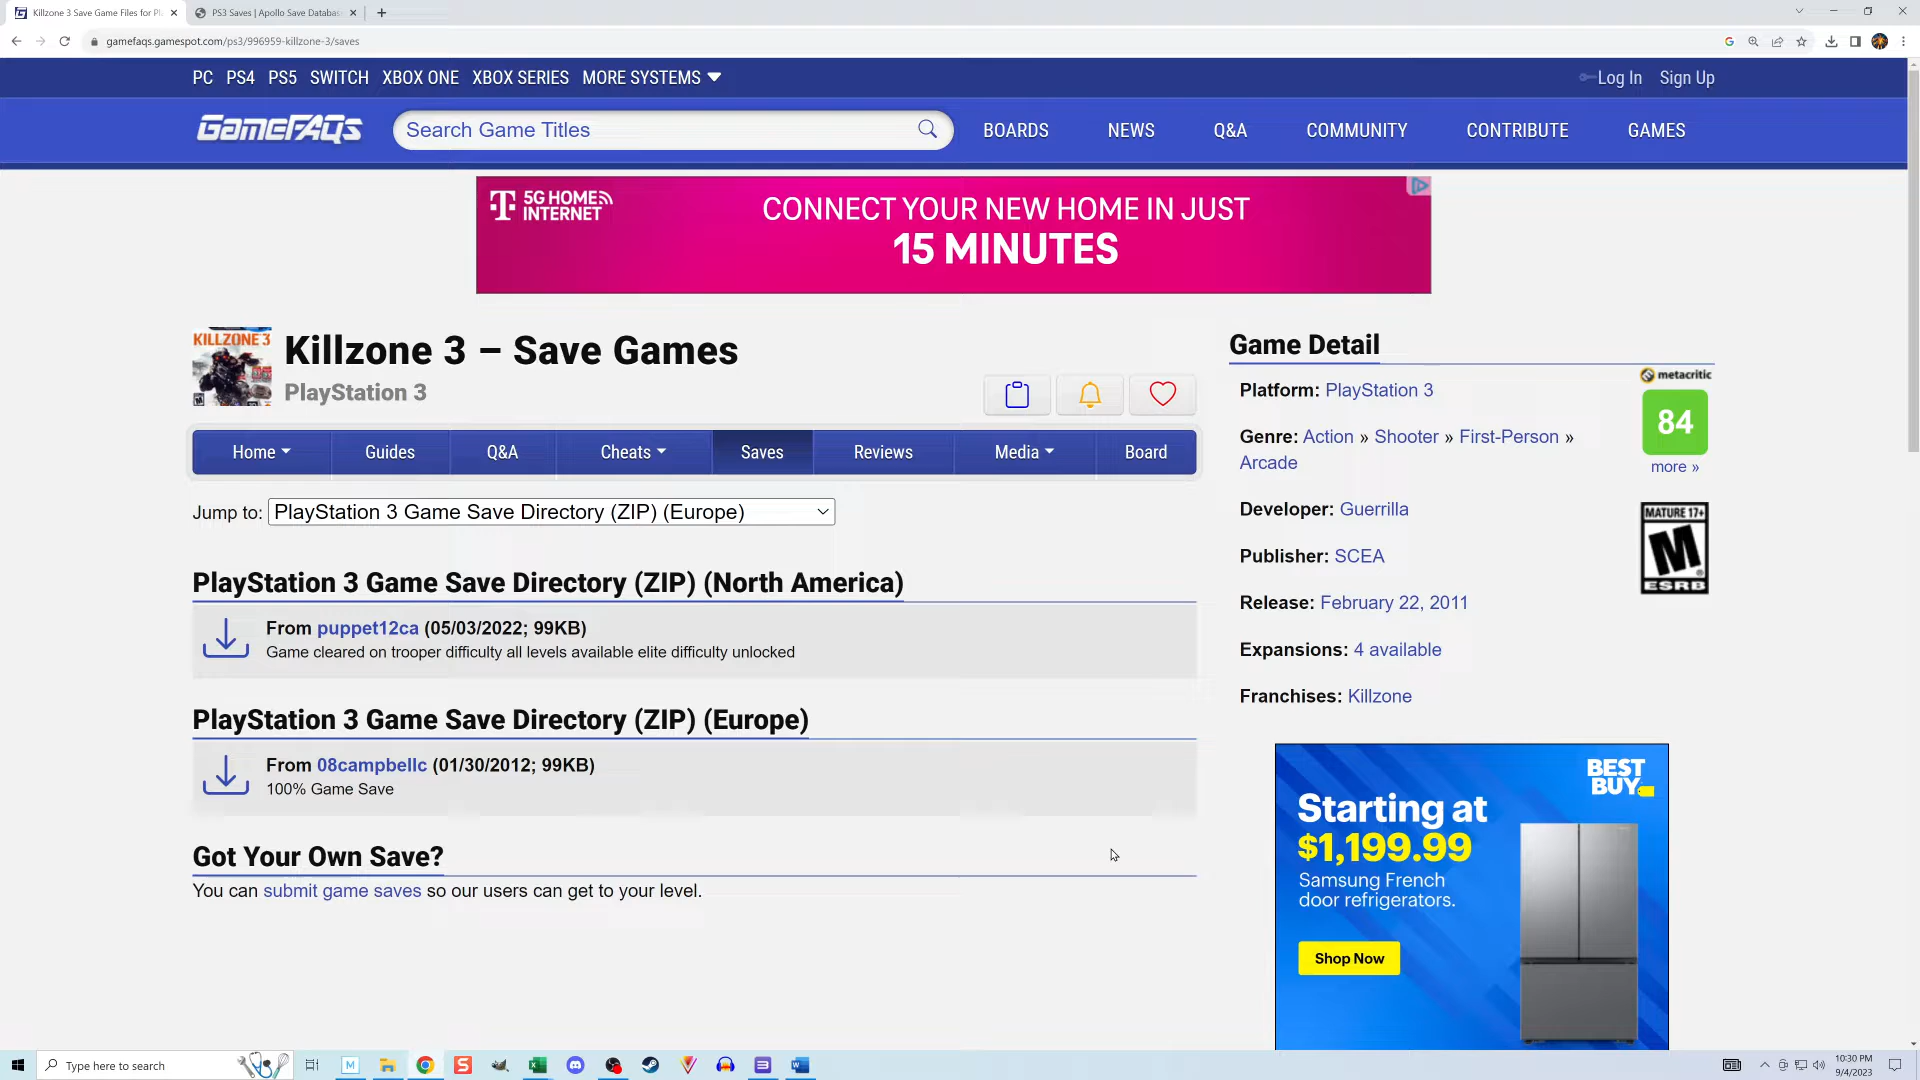 Killzone 3 Save Game Files for Pl
PS3 Saves | Apollo Save Databas
gamefaqs.gamespot.com/ps3/996959-killzone-3/saves
PC PS4 PS5 SWITCH XBOX ONE XBOX SERIES MORE SYSTEMS
Log In Sign Up
GameFAQs
Search Game Titles
BOARDS NEWS Q&A COMMUNITY CONTRIBUTE GAMES
5G HOME INTERNET
CONNECT YOUR NEW HOME IN JUST
15 MINUTES
KILLZONE 3
Killzone 3 – Save Games
PlayStation 3
Home Guides Q&A Cheats Saves Reviews Media Board
Jump to: PlayStation 3 Game Save Directory (ZIP) (Europe)
PlayStation 3 Game Save Directory (ZIP) (North America)
From puppet12ca (05/03/2022; 99KB)
Game cleared on trooper difficulty all levels available elite difficulty unlocked
PlayStation 3 Game Save Directory (ZIP) (Europe)
From 08campbellc (01/30/2012; 99KB)
100% Game Save
Got Your Own Save?
You can submit game saves so our users can get to your level.
Game Detail
Platform: PlayStation 3
Genre: Action » Shooter » First-Person »
Arcade
Developer: Guerrilla
Publisher: SCEA
Release: February 22, 2011
Expansions: 4 available
Franchises: Killzone
metacritic
84
more »
MATURE 17+
M
ESRB
BEST
BUY
Starting at
$1,199.99
Samsung French
door refrigerators.
Shop Now
Type here to search
10:30 PM
9/4/2023